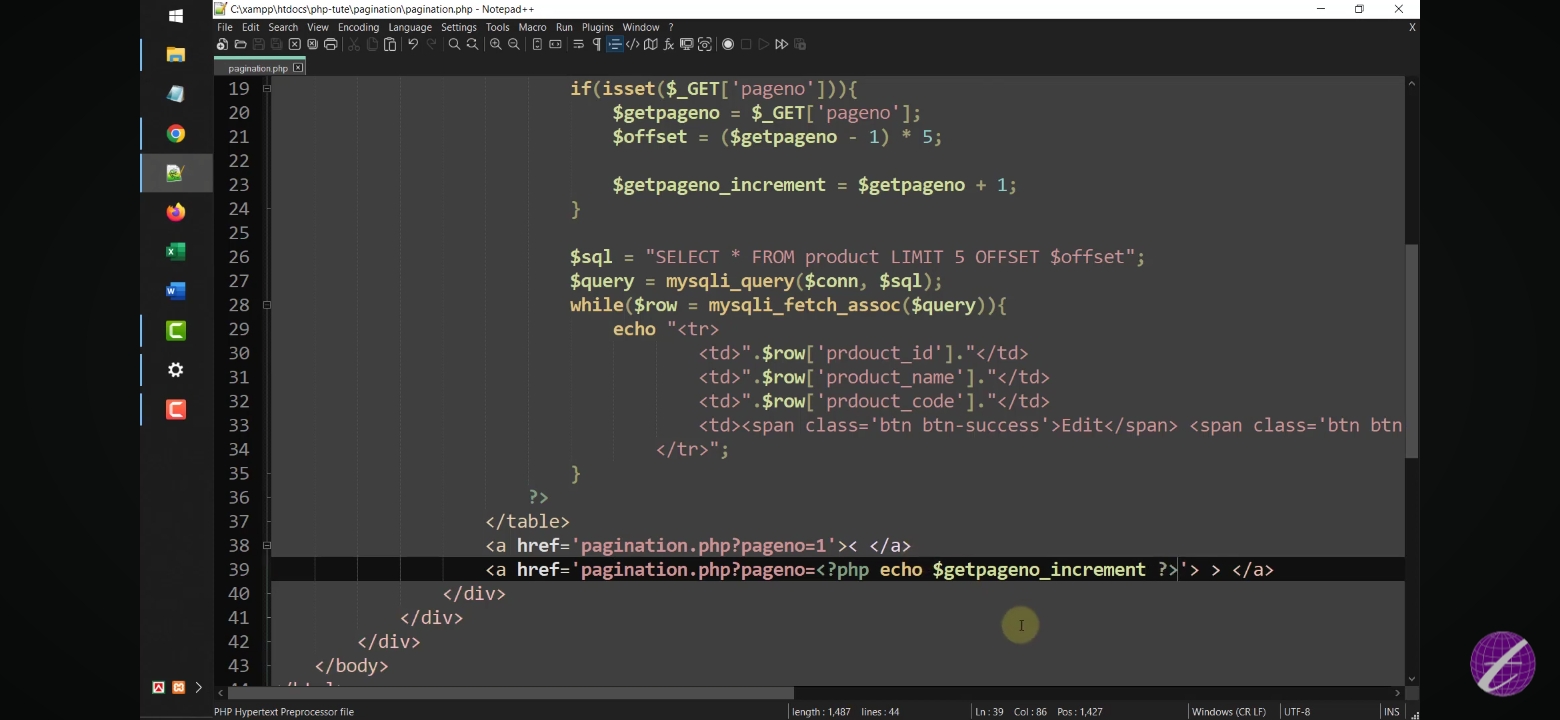 C:\xampp\htdocs\php-tute\pagination\pagination.php - Notepad++
File Edit Search View Encoding Language Settings Tools Macro Run Plugins Window ? X
pagination.php
19 if(isset($_GET['pageno'])){
20 $getpageno = $_GET['pageno'];
21 $offset = ($getpageno - 1) * 5;
22
23 $getpageno_increment = $getpageno + 1;
24 }
25
26 $sql = "SELECT * FROM product LIMIT 5 OFFSET $offset";
27 $query = mysqli_query($conn, $sql);
28 while($row = mysqli_fetch_assoc($query)){
29 echo "<tr>
30 <td>".$row['prdouct_id']."</td>
31 <td>".$row['product_name']."</td>
32 <td>".$row['prdouct_code']."</td>
33 <td><span class='btn btn-success'>Edit</span> <span class='btn btn
34 </tr>";
35 }
36 ?>
37 </table>
38 <a href='pagination.php?pageno=1'>< </a>
39 <a href='pagination.php?pageno=<?php echo $getpageno_increment ?>'> > </a>
40 </div>
41 </div>
42 </div>
43 </body>
PHP Hypertext Preprocessor file length : 1,487 lines : 44 Ln : 39 Col : 86 Pos : 1,427 Windows (CR LF) UTF-8 INS